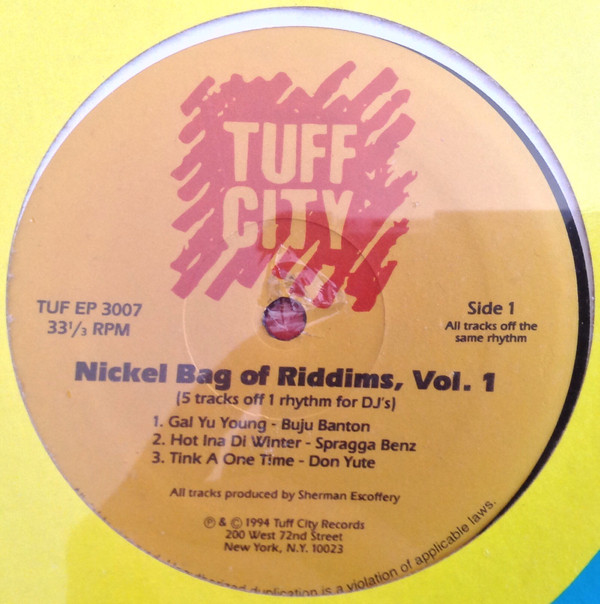 TUFF
CITY
TUF EP 3007
33 1/3 RPM
Side 1
All tracks off the
same rhythm
Nickel Bag of Riddims, Vol. 1
(5 tracks off 1 rhythm for DJ's)
1. Gal Yu Young - Buju Banton
2. Hot Ina Di Winter - Spragga Benz
3. Tink A One Time - Don Yute
All tracks produced by Sherman Escoffery
℗ & © 1994 Tuff City Records
200 West 72nd Street
New York, N.Y. 10023
duplication is a violation of applicable laws.